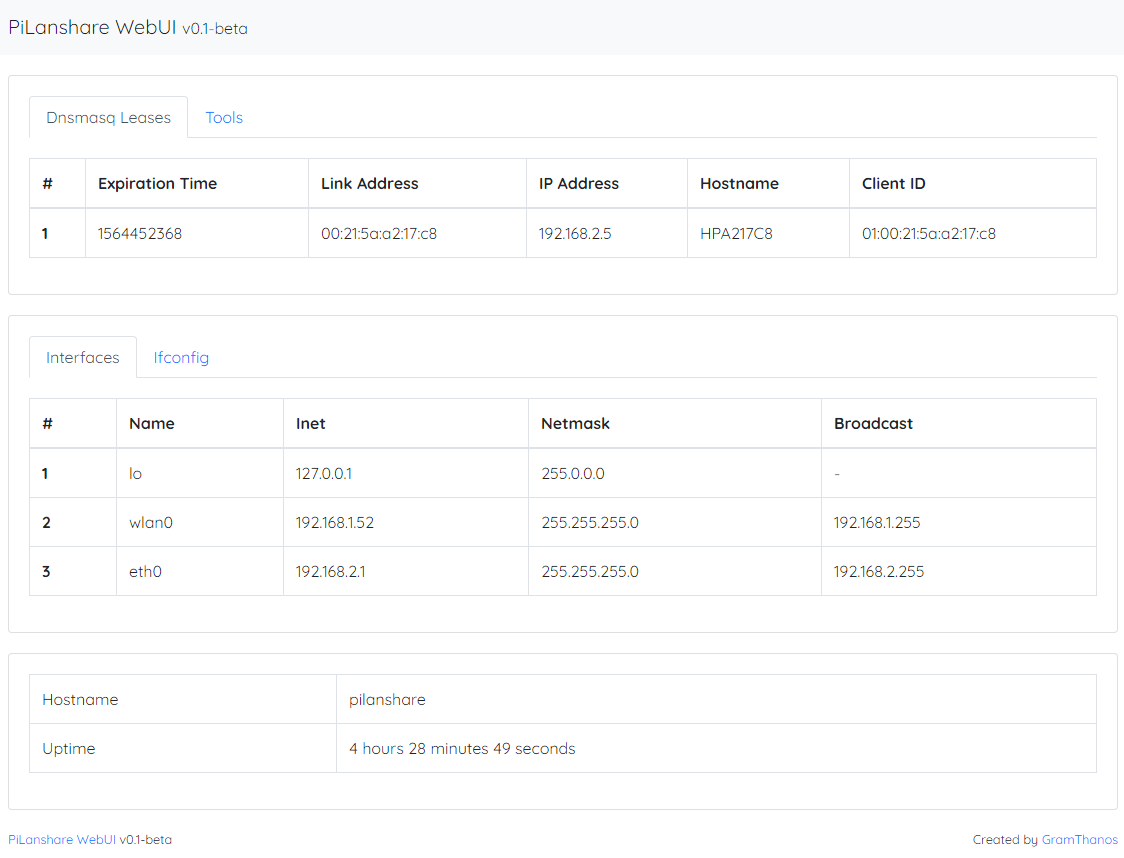 PiLanshare WebUI v0.1-beta
Dnsmasq Leases Tools
# Expiration Time Link Address IP Address Hostname Client ID
1 1564452368 00:21:5a:a2:17:c8 192.168.2.5 HPA217C8 01:00:21:5a:a2:17:c8
Interfaces Ifconfig
# Name Inet Netmask Broadcast
1 lo 127.0.0.1 255.0.0.0 -
2 wlan0 192.168.1.52 255.255.255.0 192.168.1.255
3 eth0 192.168.2.1 255.255.255.0 192.168.2.255
Hostname pilanshare
Uptime 4 hours 28 minutes 49 seconds
PiLanshare WebUI v0.1-beta Created by GramThanos